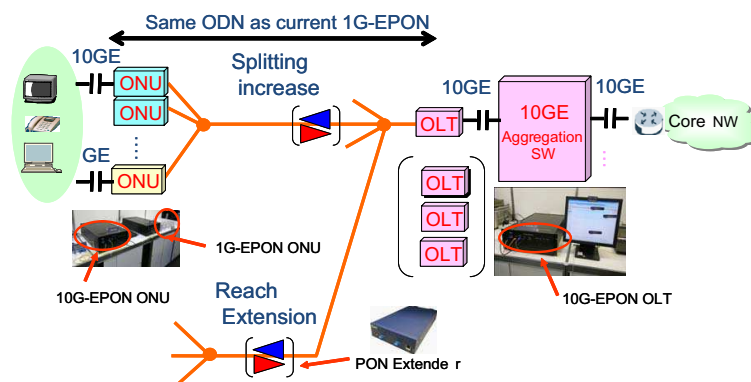 Same ODN as current 1G-EPON
10GE
ONU
ONU
GE
ONU
Splitting
increase
10GE
OLT
10GE
Aggregation
SW
10GE
Core NW
OLT
OLT
OLT
1G-EPON ONU
10G-EPON ONU
10G-EPON OLT
Reach
Extension
PON Extende r